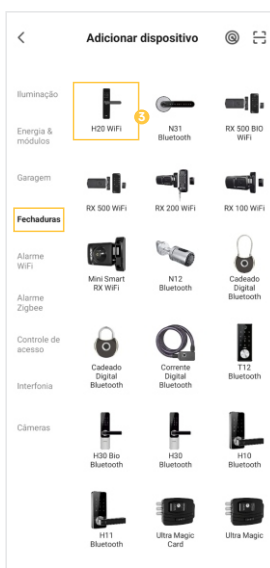 Adicionar dispositivo
Iluminação
Energia &
módulos
Garagem
Fechaduras
Alarme
WiFi
Alarme
Zigbee
Controle de
acesso
Interfonia
Câmeras
H20 WiFi
3
N31
Bluetooth
RX 500 BIO
WiFi
RX 500 WiFi
RX 200 WiFi
RX 100 WiFi
Mini Smart
RX WiFi
N12
Bluetooth
Cadeado
Digital
Bluetooth
Cadeado
Digital
Bluetooth
Corrente
Digital
Bluetooth
T12
Bluetooth
H30 Bio
Bluetooth
H30
Bluetooth
H10
Bluetooth
H11
Bluetooth
Ultra Magic
Card
Ultra Magic